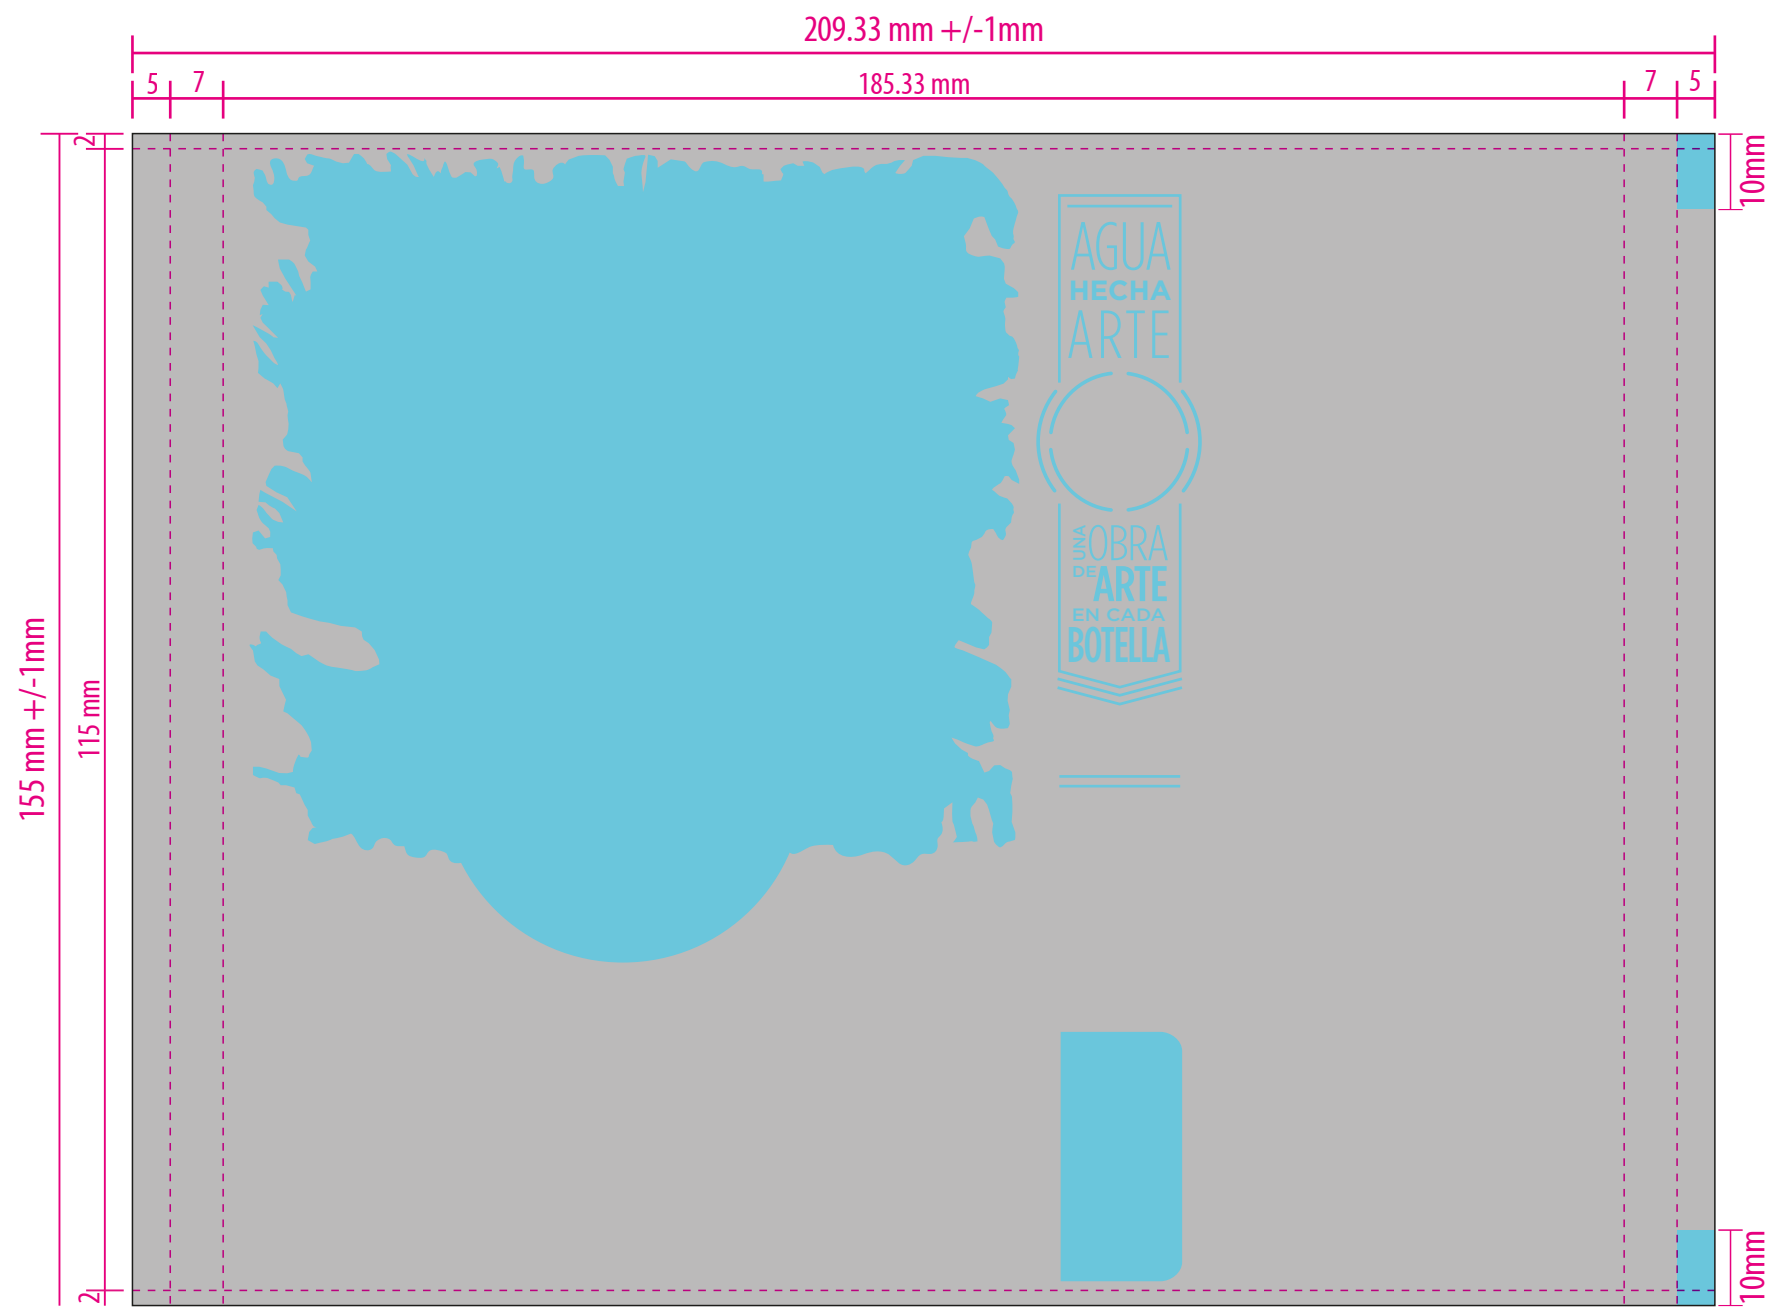 209.33 mm +/-1mm
5 7 185.33 mm 7 5
2
10mm
AGUA
HECHA
ARTE
UNA OBRA
DE ARTE
EN CADA
BOTELLA
155 mm +/-1mm
115 mm
2
10mm